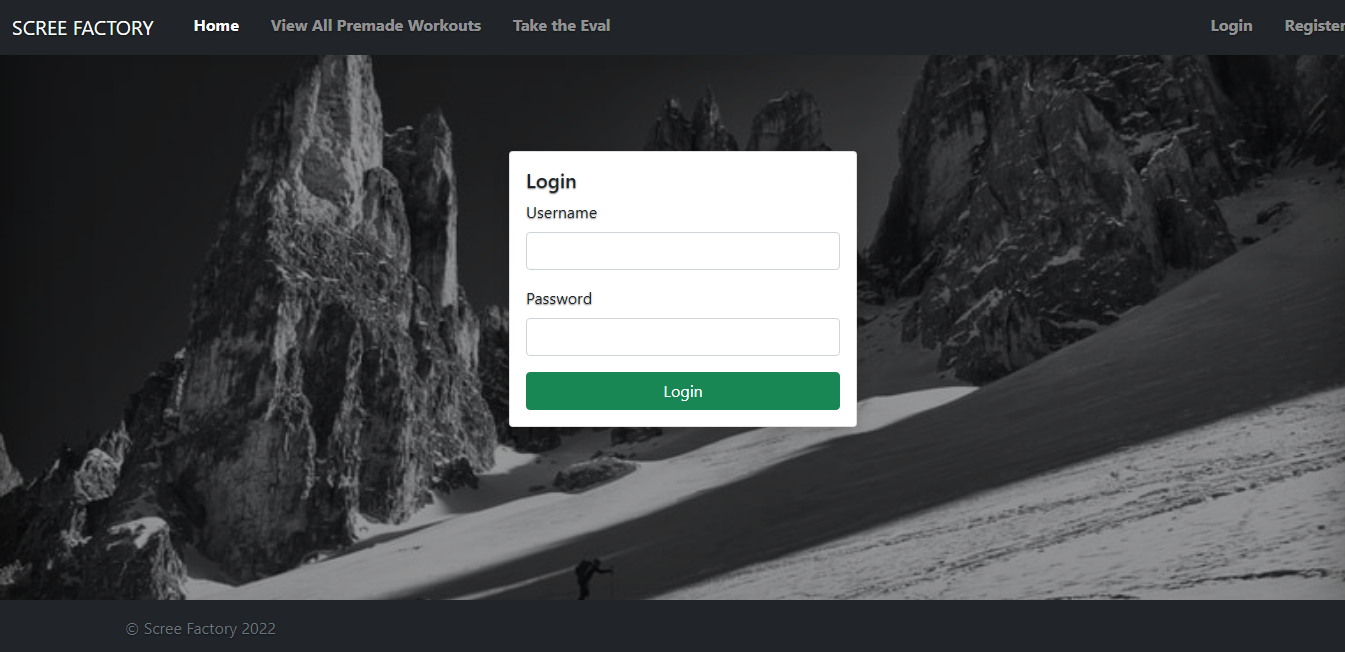 SCREE FACTORY Home View All Premade Workouts Take the Eval Login Register
Login
Username
Password
Login
© Scree Factory 2022